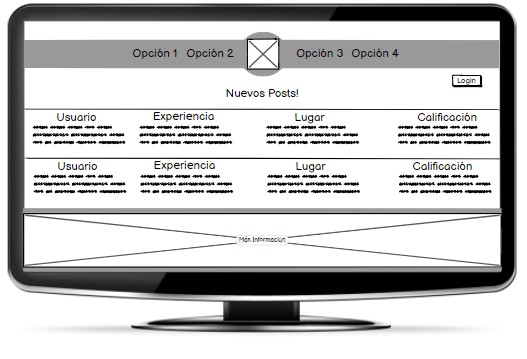 Opción 1 Opción 2 Opción 3 Opción 4
Login
Nuevos Posts!
Usuario Experiencia Lugar Calificación
Usuario Experiencia Lugar Calificación
Más Información